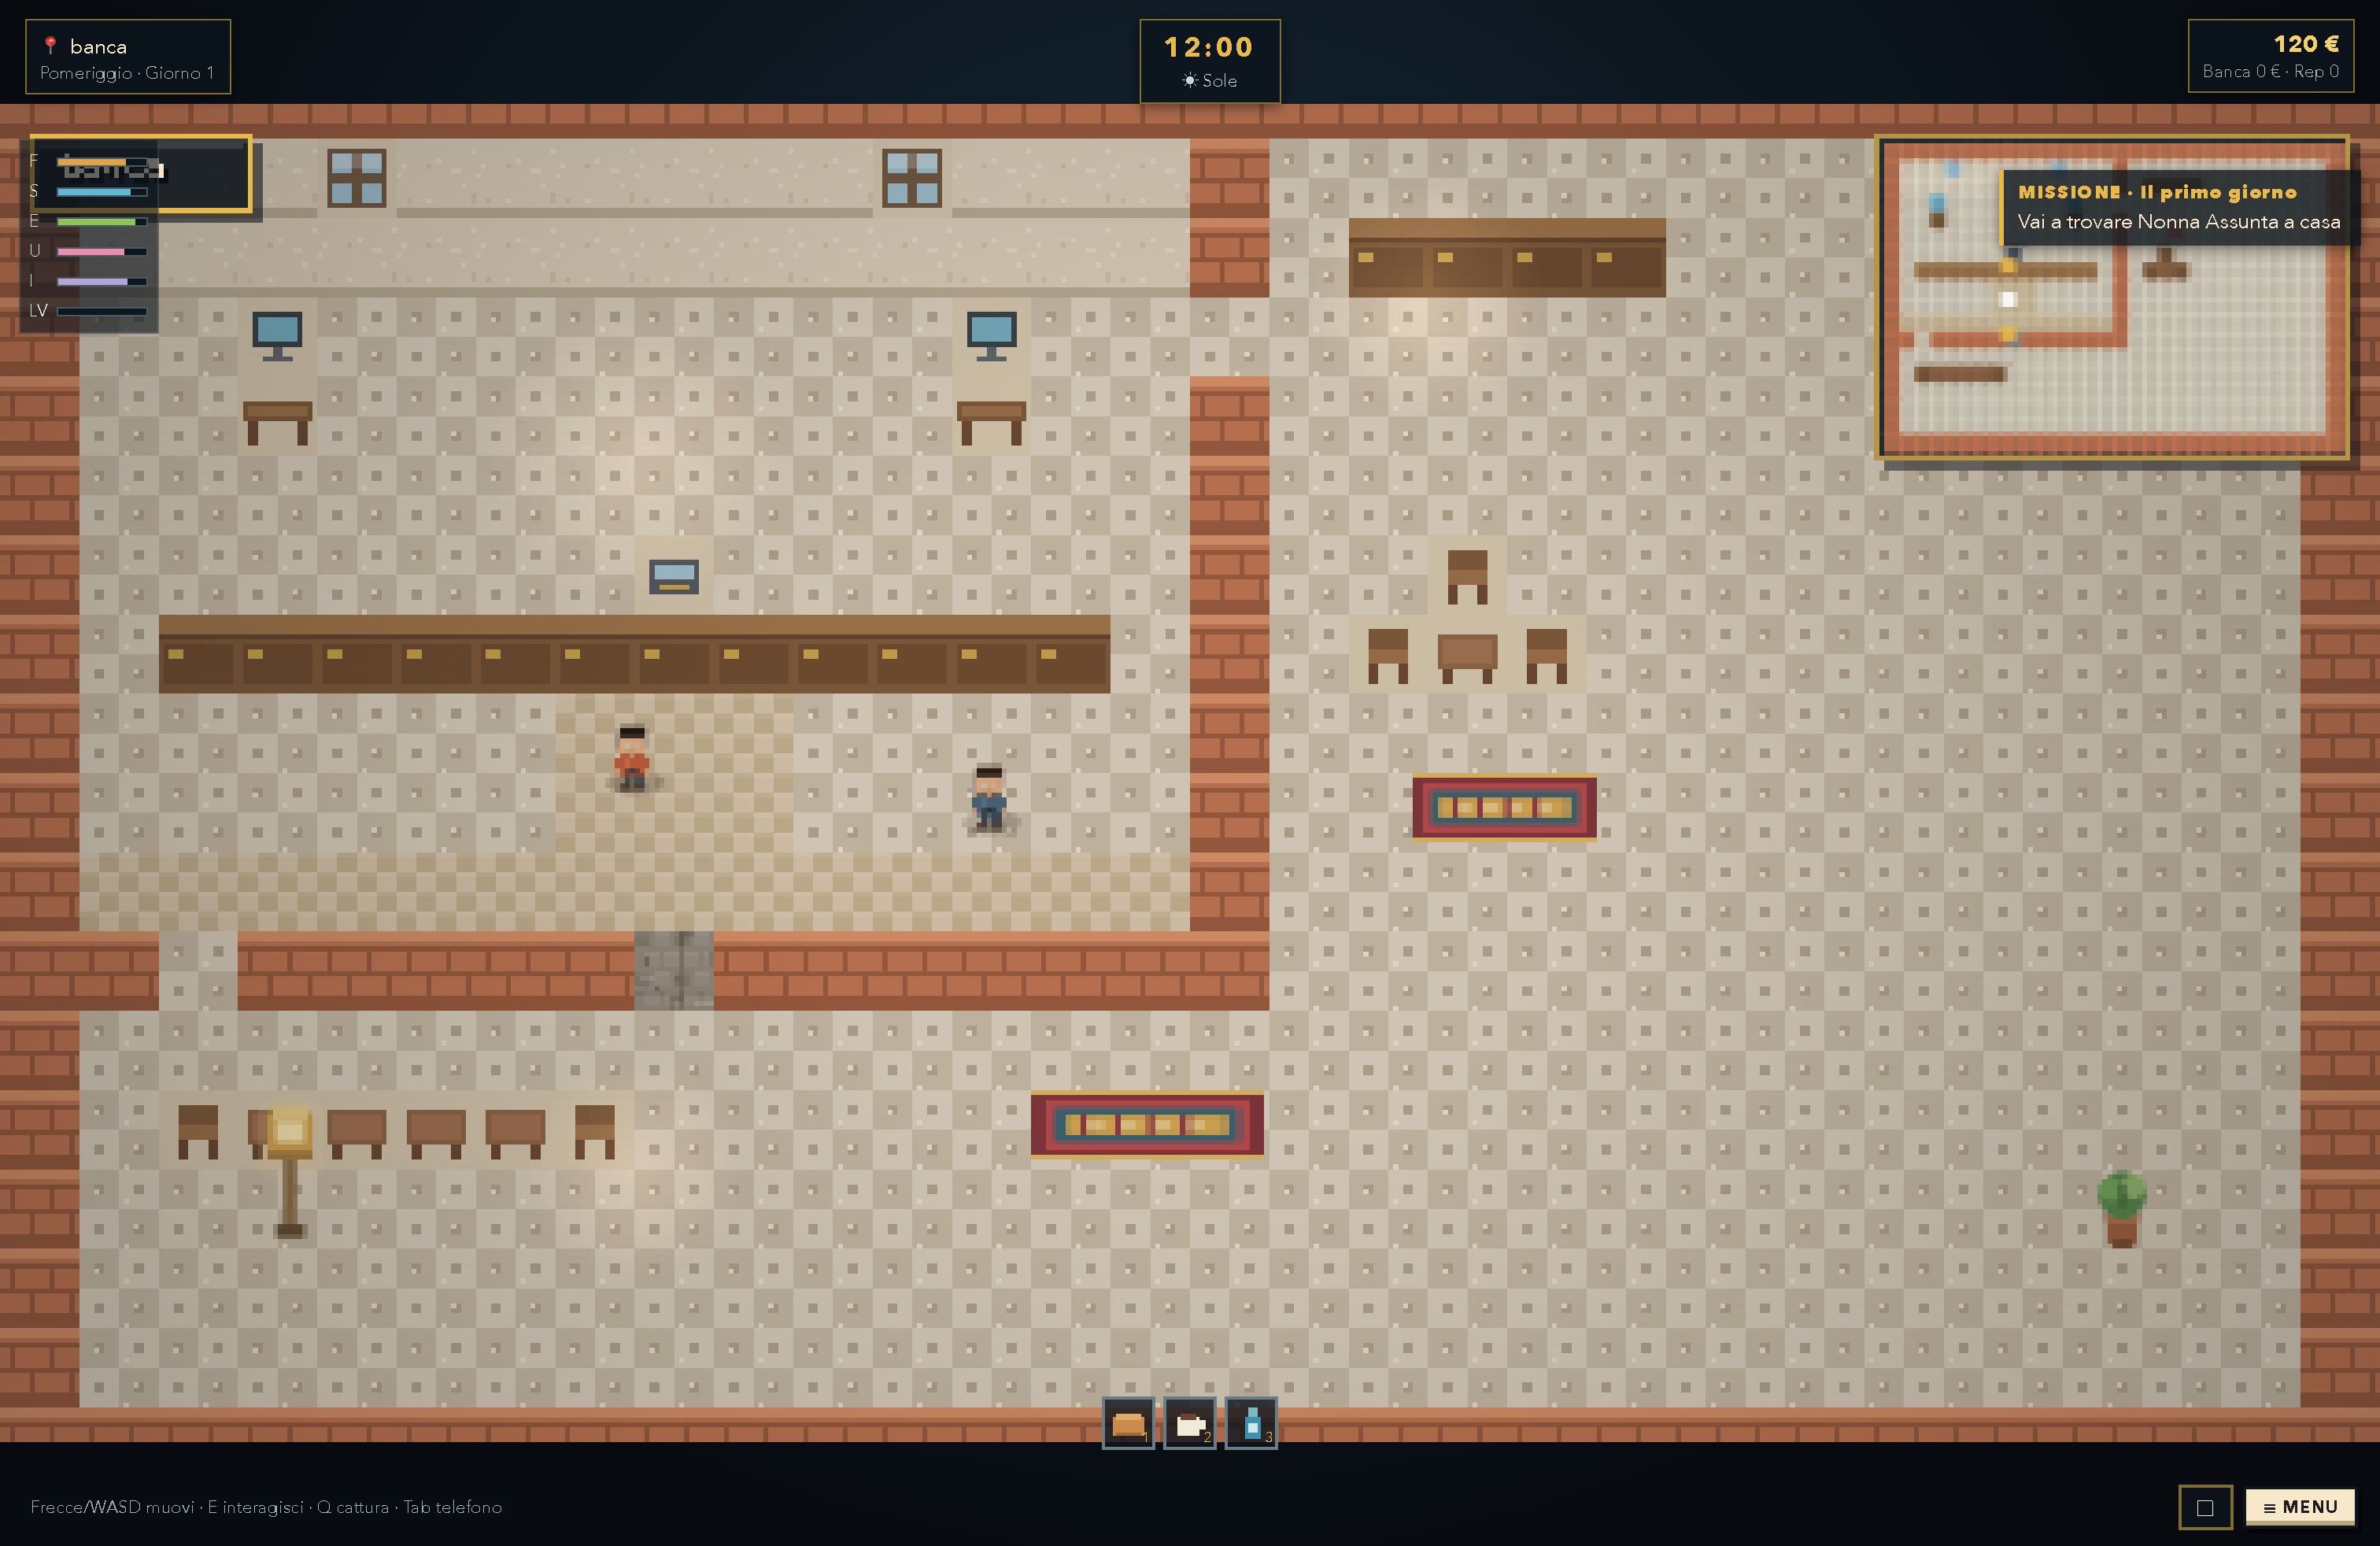 banca
Pomeriggio · Giorno 1
12:00
Sole
120 €
Banca 0 € · Rep 0
F
S
E
U
I
LV
MISSIONE · Il primo giorno
Vai a trovare Nonna Assunta a casa
1
2
3
Frecce/WASD muovi · E interagisci · Q cattura · Tab telefono
≡ MENU